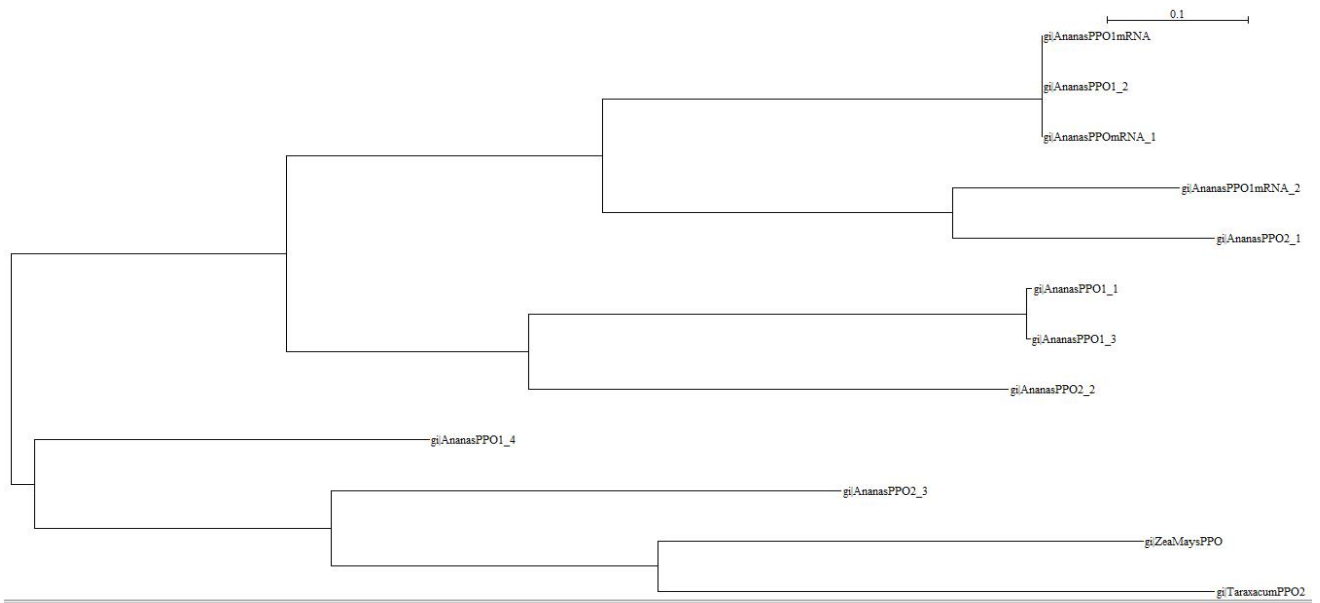 0.1
gi|AnanasPPO1mRNA
gi|AnanasPPO1_2
gi|AnanasPPOmRNA_1
gi|AnanasPPO1mRNA_2
gi|AnanasPPO2_1
gi|AnanasPPO1_1
gi|AnanasPPO1_3
gi|AnanasPPO2_2
gi|AnanasPPO1_4
gi|AnanasPPO2_3
gi|ZeaMaysPPO
gi|TaraxacumPPO2